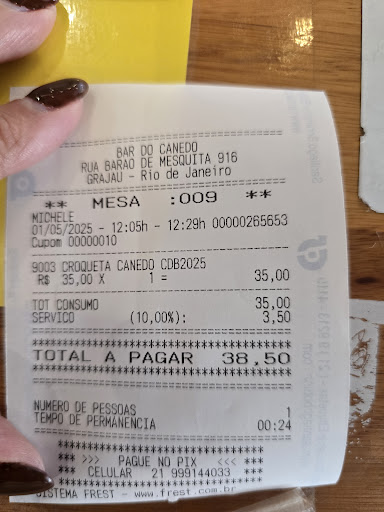 BAR DO CANEDO
RUA BARAO DE MESQUITA 916
GRAJAU - Rio de Janeiro
** MESA :009 **
MICHELE
01/05/2025 - 12:05h - 12:29h 00000265653
Cupom 00000010
9003 CROQUETA CANEDO CDB2025
R$ 35,00 X 1 = 35,00
TOT CONSUMO 35,00
SERVICO (10,00%): 3,50
TOTAL A PAGAR 38,50
NUMERO DE PESSOAS 1
TEMPO DE PERMANENCIA 00:24
*** >>> PAGUE NO PIX <<< ***
*** CELULAR 21 999144033 ***
SISTEMA FREST - www.frest.com.br